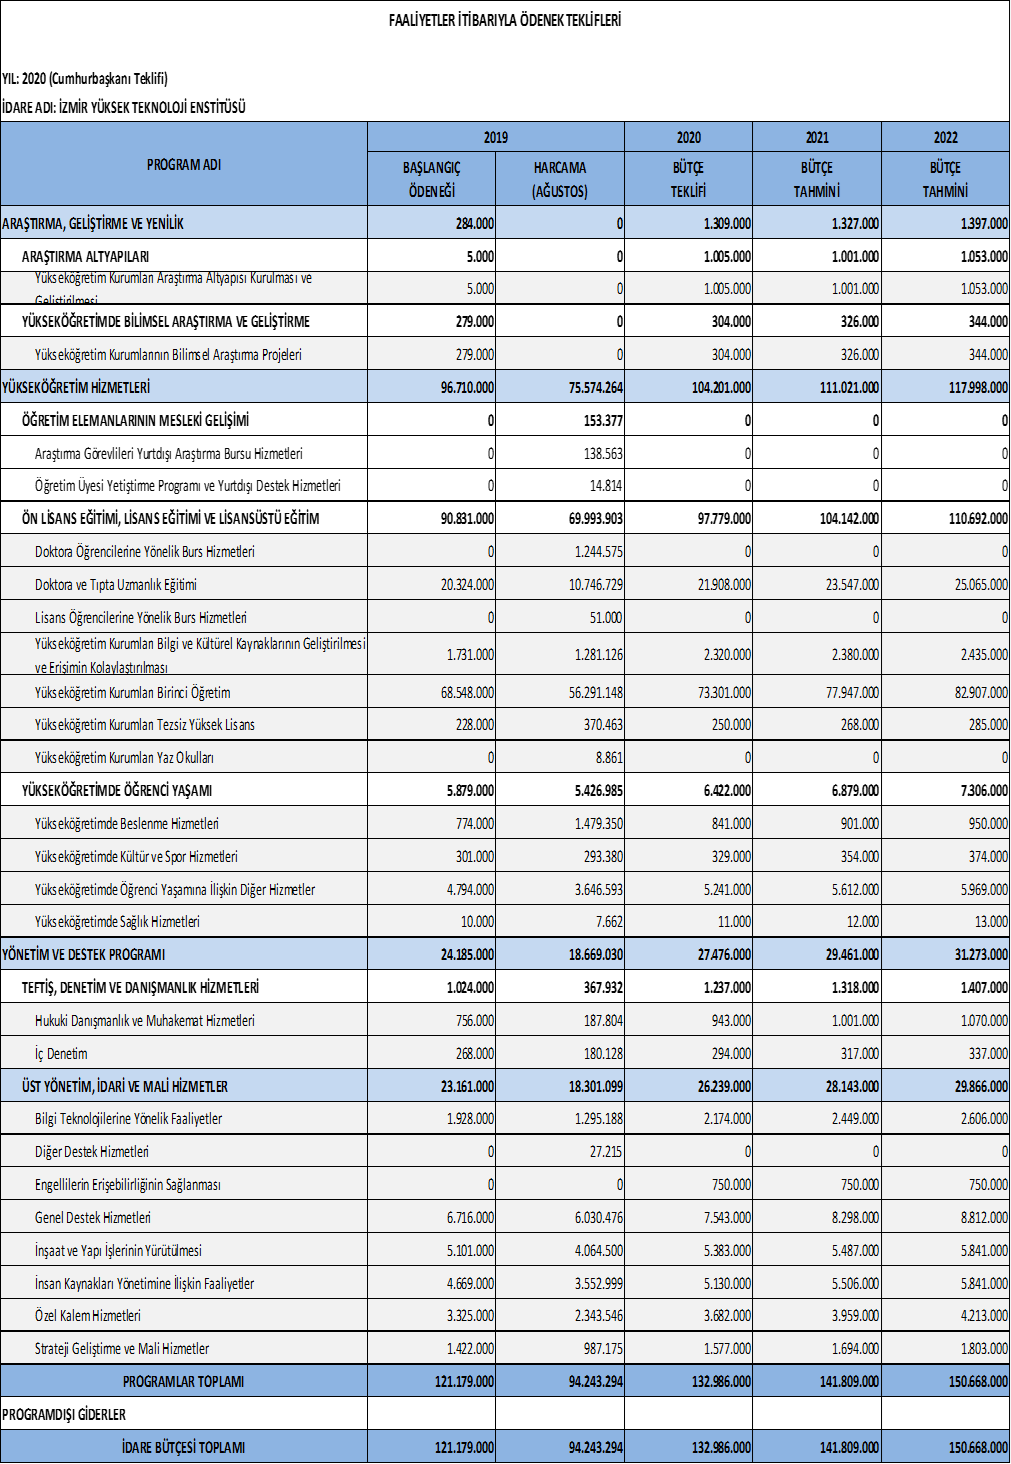 FAALİYETLER İTİBARIYLA ÖDENEK TEKLİFLERİ
YIL: 2020 (Cumhurbaşkanı Teklifi)
İDARE ADI: İZMİR YÜKSEK TEKNOLOJİ ENSTİTÜSÜ
PROGRAM ADI 2019 2020 2021 2022
BAŞLANGIÇ ÖDENEĞİ HARCAMA (AĞUSTOS) BÜTÇE TEKLİFİ BÜTÇE TAHMİNİ BÜTÇE TAHMİNİ
ARAŞTIRMA, GELİŞTİRME VE YENİLİK 284.000 0 1.309.000 1.327.000 1.397.000
ARAŞTIRMA ALTYAPILARI 5.000 0 1.005.000 1.001.000 1.053.000
Yükseköğretim Kurumları Araştırma Altyapısı Kurulması ve
Geliştirilmesi 5.000 0 1.005.000 1.001.000 1.053.000
YÜKSEKÖĞRETİMDE BİLİMSEL ARAŞTIRMA VE GELİŞTİRME 279.000 0 304.000 326.000 344.000
Yükseköğretim Kurumlarının Bilimsel Araştırma Projeleri 279.000 0 304.000 326.000 344.000
YÜKSEKÖĞRETİM HİZMETLERİ 96.710.000 75.574.264 104.201.000 111.021.000 117.998.000
ÖĞRETİM ELEMANLARININ MESLEKİ GELİŞİMİ 0 153.377 0 0 0
Araştırma Görevlileri Yurtdışı Araştırma Bursu Hizmetleri 0 138.563 0 0 0
Öğretim Üyesi Yetiştirme Programı ve Yurtdışı Destek Hizmetleri 0 14.814 0 0 0
ÖN LİSANS EĞİTİMİ, LİSANS EĞİTİMİ VE LİSANSÜSTÜ EĞİTİM 90.831.000 69.993.903 97.779.000 104.142.000 110.692.000
Doktora Öğrencilerine Yönelik Burs Hizmetleri 0 1.244.575 0 0 0
Doktora ve Tıpta Uzmanlık Eğitimi 20.324.000 10.746.729 21.908.000 23.547.000 25.065.000
Lisans Öğrencilerine Yönelik Burs Hizmetleri 0 51.000 0 0 0
Yükseköğretim Kurumları Bilgi ve Kültürel Kaynaklarının Geliştirilmesi
ve Erişimin Kolaylaştırılması 1.731.000 1.281.126 2.320.000 2.380.000 2.435.000
Yükseköğretim Kurumları Birinci Öğretim 68.548.000 56.291.148 73.301.000 77.947.000 82.907.000
Yükseköğretim Kurumları Tezsiz Yüksek Lisans 228.000 370.463 250.000 268.000 285.000
Yükseköğretim Kurumları Yaz Okulları 0 8.861 0 0 0
YÜKSEKÖĞRETİMDE ÖĞRENCİ YAŞAMI 5.879.000 5.426.985 6.422.000 6.879.000 7.306.000
Yükseköğretimde Beslenme Hizmetleri 774.000 1.479.350 841.000 901.000 950.000
Yükseköğretimde Kültür ve Spor Hizmetleri 301.000 293.380 329.000 354.000 374.000
Yükseköğretimde Öğrenci Yaşamına İlişkin Diğer Hizmetler 4.794.000 3.646.593 5.241.000 5.612.000 5.969.000
Yükseköğretimde Sağlık Hizmetleri 10.000 7.662 11.000 12.000 13.000
YÖNETİM VE DESTEK PROGRAMI 24.185.000 18.669.030 27.476.000 29.461.000 31.273.000
TEFTİŞ, DENETİM VE DANIŞMANLIK HİZMETLERİ 1.024.000 367.932 1.237.000 1.318.000 1.407.000
Hukuki Danışmanlık ve Muhakemat Hizmetleri 756.000 187.804 943.000 1.001.000 1.070.000
İç Denetim 268.000 180.128 294.000 317.000 337.000
ÜST YÖNETİM, İDARİ VE MALİ HİZMETLER 23.161.000 18.301.099 26.239.000 28.143.000 29.866.000
Bilgi Teknolojilerine Yönelik Faaliyetler 1.928.000 1.295.188 2.174.000 2.449.000 2.606.000
Diğer Destek Hizmetleri 0 27.215 0 0 0
Engellilerin Erişebilirliğinin Sağlanması 0 0 750.000 750.000 750.000
Genel Destek Hizmetleri 6.716.000 6.030.476 7.543.000 8.298.000 8.812.000
İnşaat ve Yapı İşlerinin Yürütülmesi 5.101.000 4.064.500 5.383.000 5.487.000 5.841.000
İnsan Kaynakları Yönetimine İlişkin Faaliyetler 4.669.000 3.552.999 5.130.000 5.506.000 5.841.000
Özel Kalem Hizmetleri 3.325.000 2.343.546 3.682.000 3.959.000 4.213.000
Strateji Geliştirme ve Mali Hizmetler 1.422.000 987.175 1.577.000 1.694.000 1.803.000
PROGRAMLAR TOPLAMI 121.179.000 94.243.294 132.986.000 141.809.000 150.668.000
PROGRAMDIŞI GİDERLER
İDARE BÜTÇESİ TOPLAMI 121.179.000 94.243.294 132.986.000 141.809.000 150.668.000